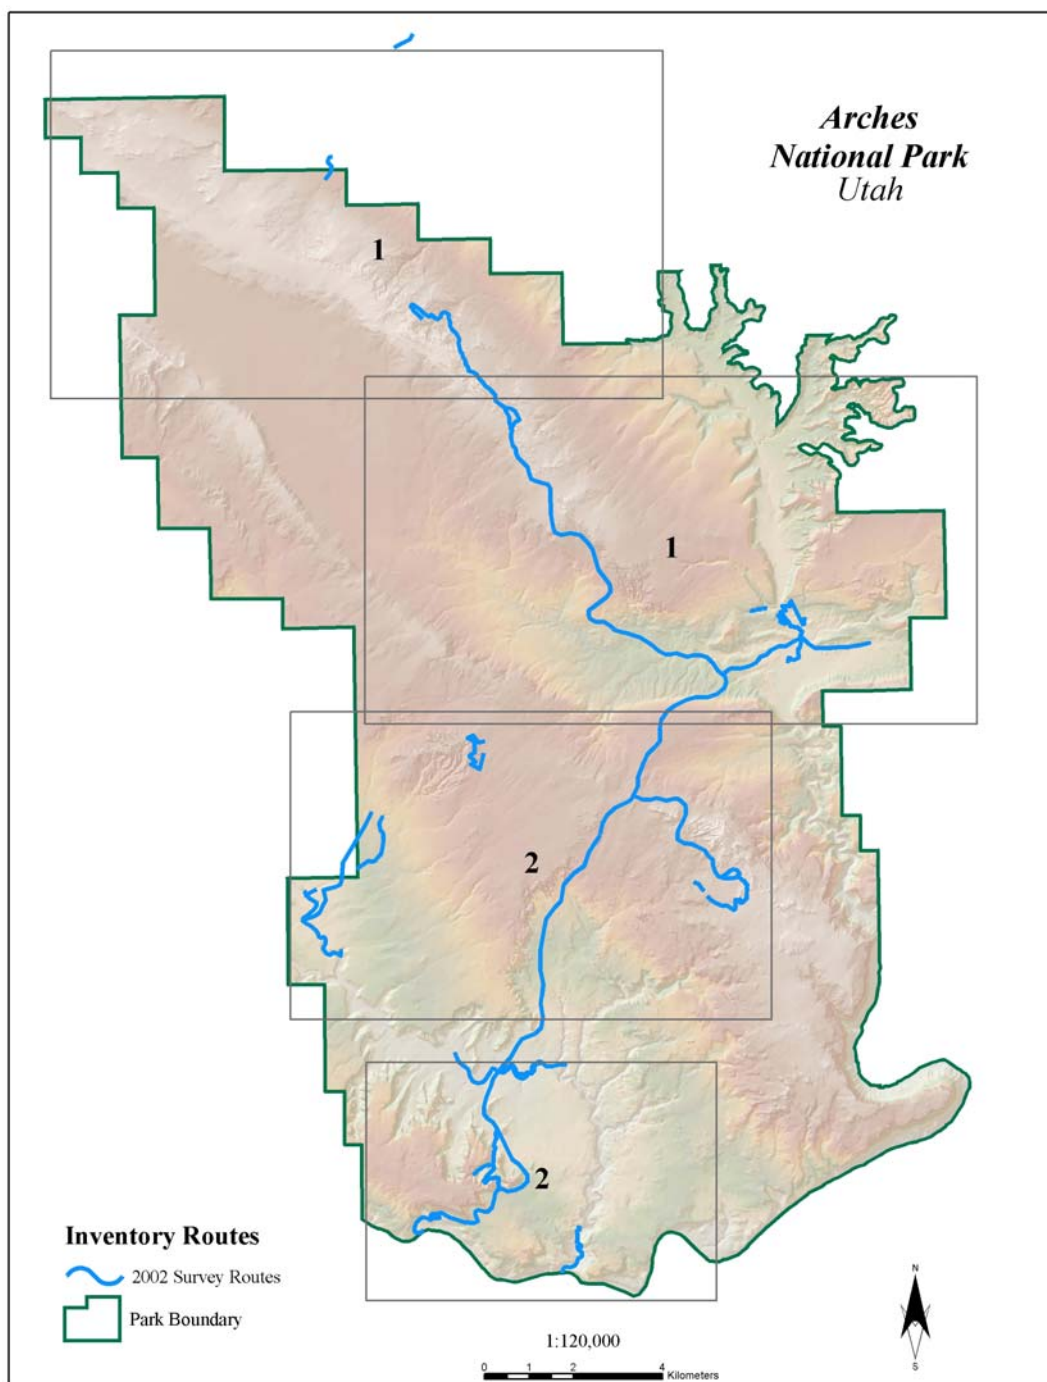 Arches
National Park
Utah
1
1
2
2
Inventory Routes
2002 Survey Routes
Park Boundary
1:120,000
0 1 2 4
Kilometers
N
S